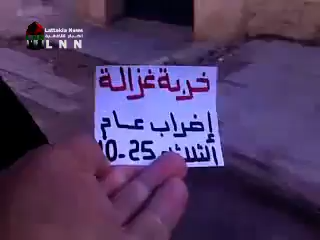 Lattakia News
LNN
خربة غزالة
إضراب عام
الثلاثاء 25-10